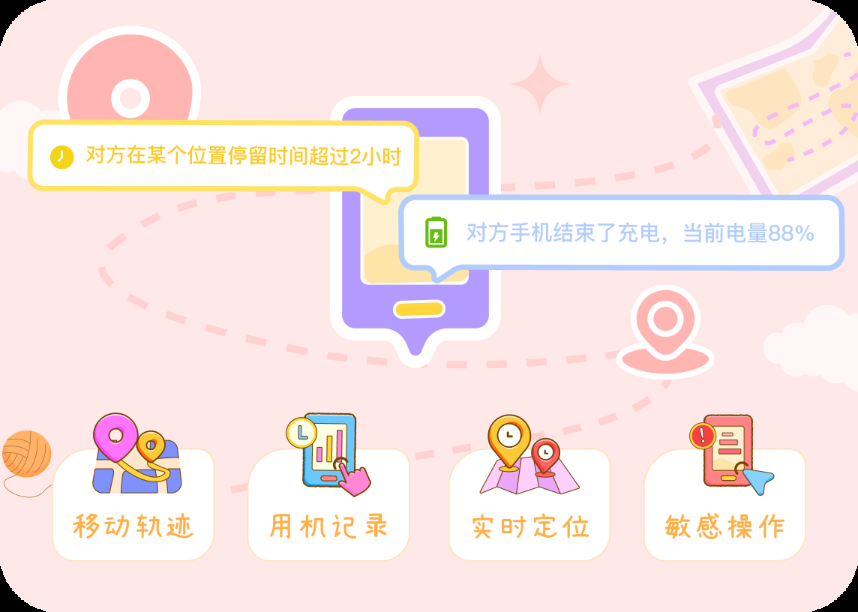 对方在某个位置停留时间超过2小时
对方手机结束了充电，当前电量88%
移动轨迹
用机记录
实时定位
敏感操作